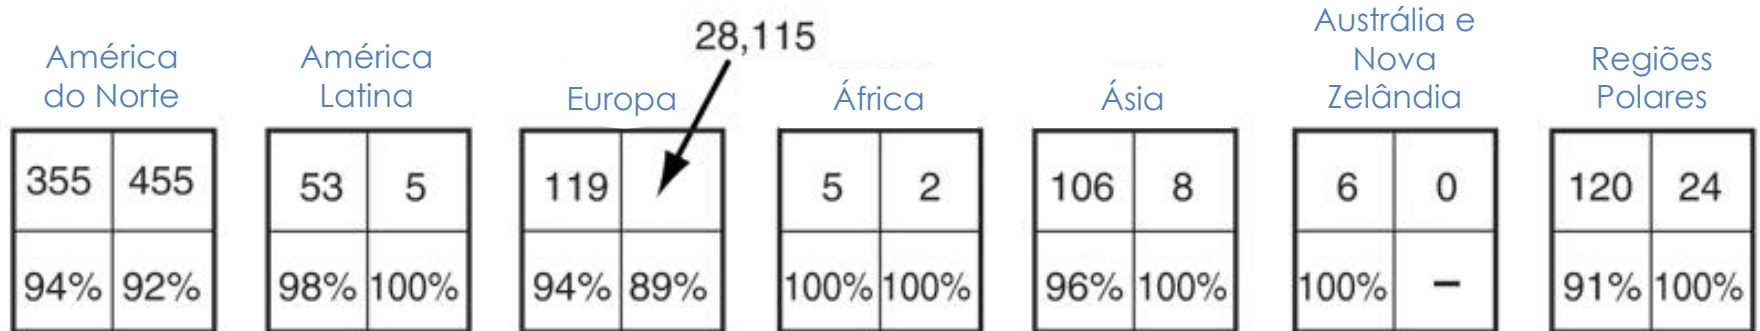 América
do Norte
América
Latina
Europa
28,115
África
Ásia
Austrália e
Nova
Zelândia
Regiões
Polares
355 455
94% 92%
53 5
98% 100%
119
94% 89%
5 2
100% 100%
106 8
96% 100%
6 0
100% –
120 24
91% 100%